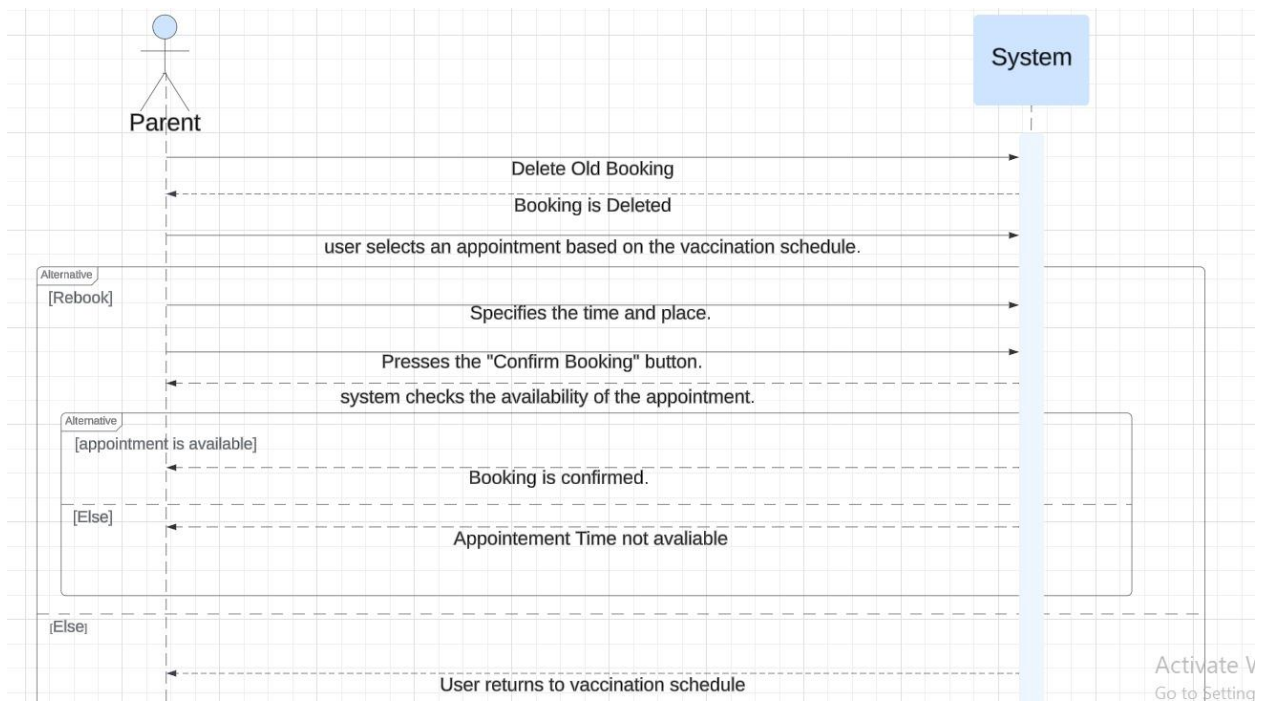 System
Parent
Delete Old Booking
Booking is Deleted
user selects an appointment based on the vaccination schedule.
Alternative
[Rebook]
Specifies the time and place.
Presses the "Confirm Booking" button.
system checks the availability of the appointment.
Alternative
[appointment is available]
Booking is confirmed.
[Else]
Appointement Time not avaliable
[Else]
User returns to vaccination schedule
Activate
Go to Setting